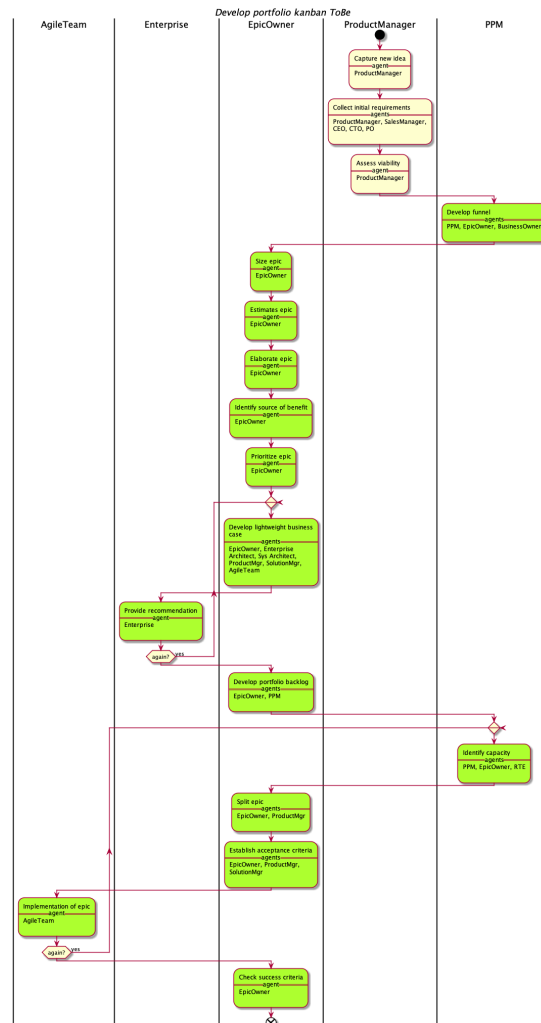 Develop portfolio kanban ToBe
AgileTeam
Enterprise
EpicOwner
ProductManager
PPM
Capture new idea
agent
ProductManager
Collect initial requirements
agents
ProductManager, SalesManager,
CEO, CTO, PO
Assess viability
agent
ProductManager
Develop funnel
agents
PPM, EpicOwner, BusinessOwner
Size epic
agent
EpicOwner
Estimates epic
agent
EpicOwner
Elaborate epic
agent
EpicOwner
Identify source of benefit
agent
EpicOwner
Prioritize epic
agent
EpicOwner
Develop lightweight business
case
agents
EpicOwner, Enterprise
Architect, Sys Architect,
ProductMgr, SolutionMgr,
AgileTeam
Provide recommendation
agent
Enterprise
again?
yes
Develop portfolio backlog
agents
EpicOwner, PPM
Identify capacity
agents
PPM, EpicOwner, RTE
Split epic
agents
EpicOwner, ProductMgr
Establish acceptance criteria
agents
EpicOwner, ProductMgr,
SolutionMgr
Implementation of epic
agent
AgileTeam
again?
yes
Check success criteria
agent
EpicOwner